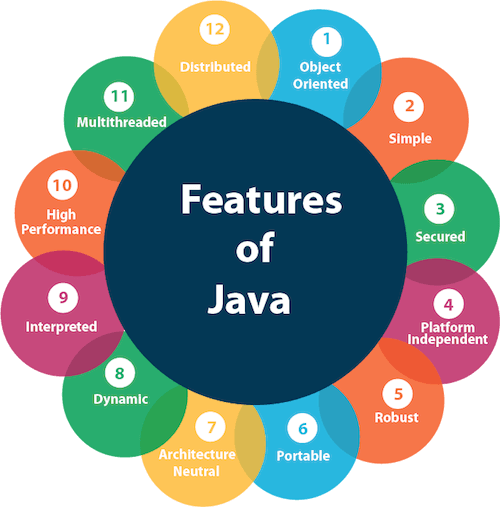 Features
of
Java
1
Object
Oriented
2
Simple
3
Secured
4
Platform
Independent
5
Robust
6
Portable
7
Architecture
Neutral
8
Dynamic
9
Interpreted
10
High
Performance
11
Multithreaded
12
Distributed